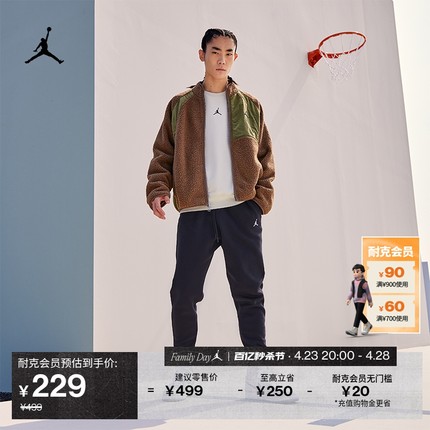 耐克会员
¥90
满¥900使用
¥60
满¥700使用
Family Day 百亿秒杀节·4.23 20:00 - 4.28
耐克会员预估到手价:
¥229
¥499
=
建议零售价
¥499
-
至高立省
¥250
-
耐克会员无门槛
¥20
*充值购物金更省